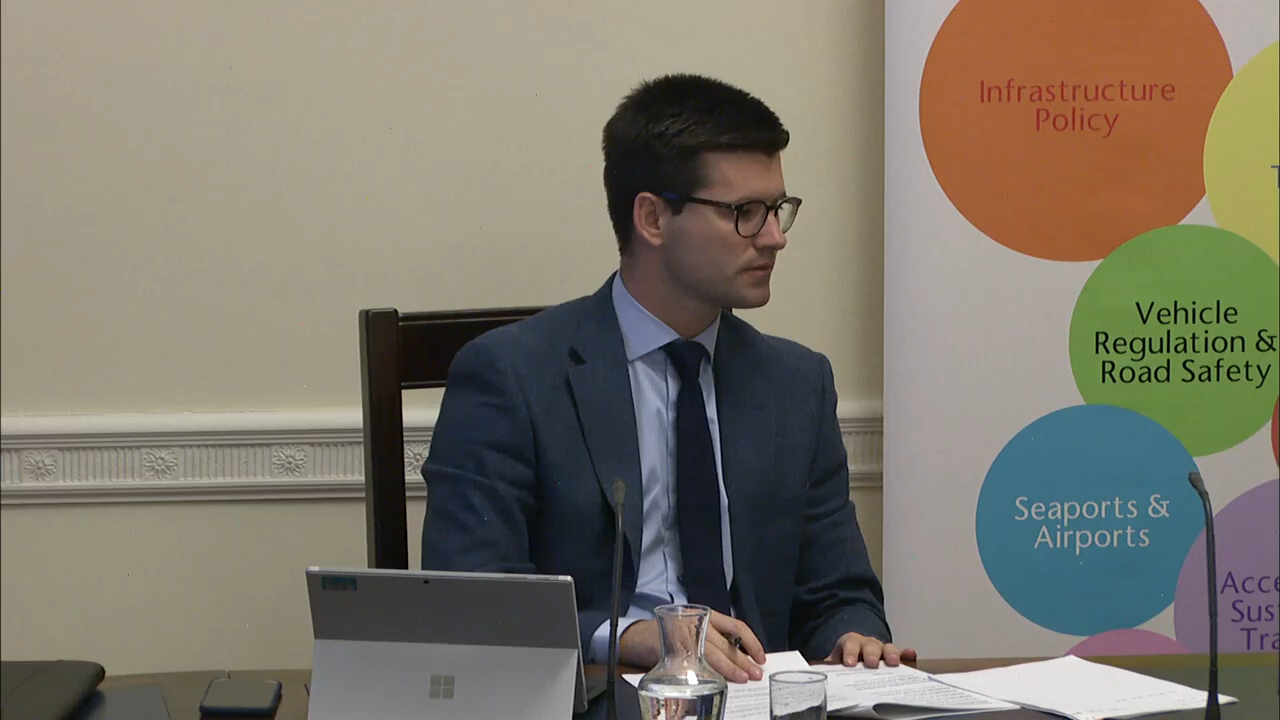 Infrastructure
Policy
Vehicle
Regulation &
Road Safety
Seaports &
Airports